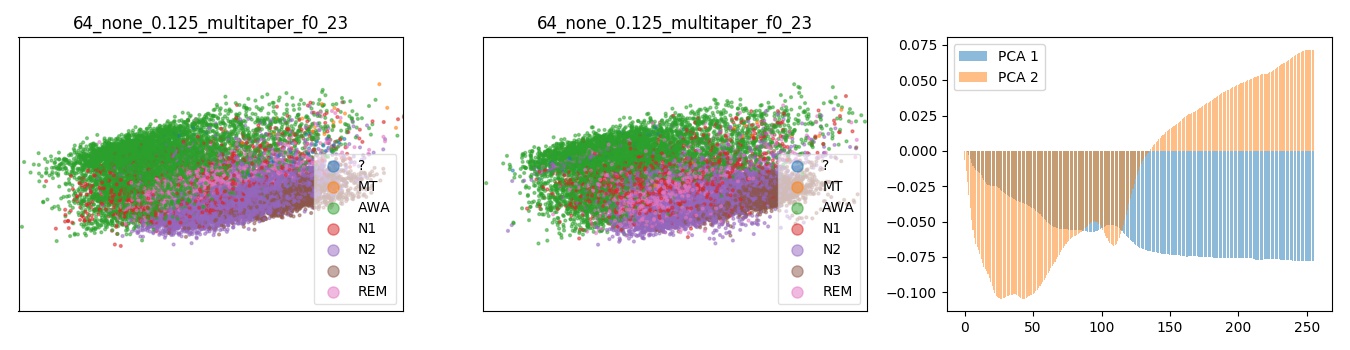 64_none_0.125_multitaper_f0_23
?
MT
AWA
N1
N2
N3
REM
64_none_0.125_multitaper_f0_23
?
MT
AWA
N1
N2
N3
REM
PCA 1
PCA 2
0.075
0.050
0.025
0.000
−0.025
−0.050
−0.075
−0.100
0 50 100 150 200 250